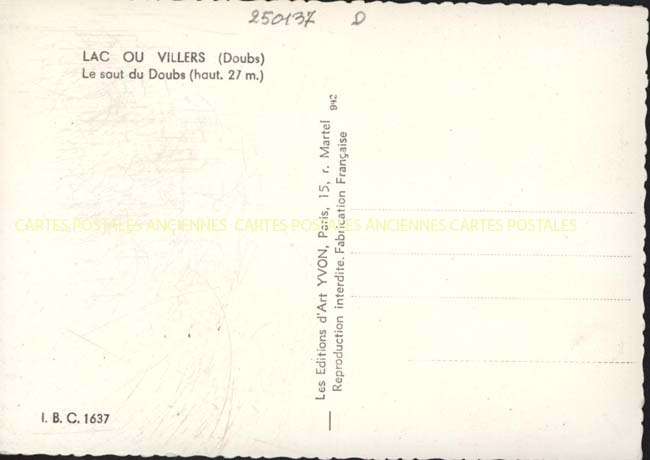 250137 D
LAC OU VILLERS (Doubs)
Le saut du Doubs (haut. 27 m.)
Les Editions d'Art YVON, Paris, 15, r. Martel
Reproduction interdite. Fabrication Française
942
CARTES POSTALES ANCIENNES CARTES POSTALES ANCIENNES CARTES POSTALES
I. B. C. 1637